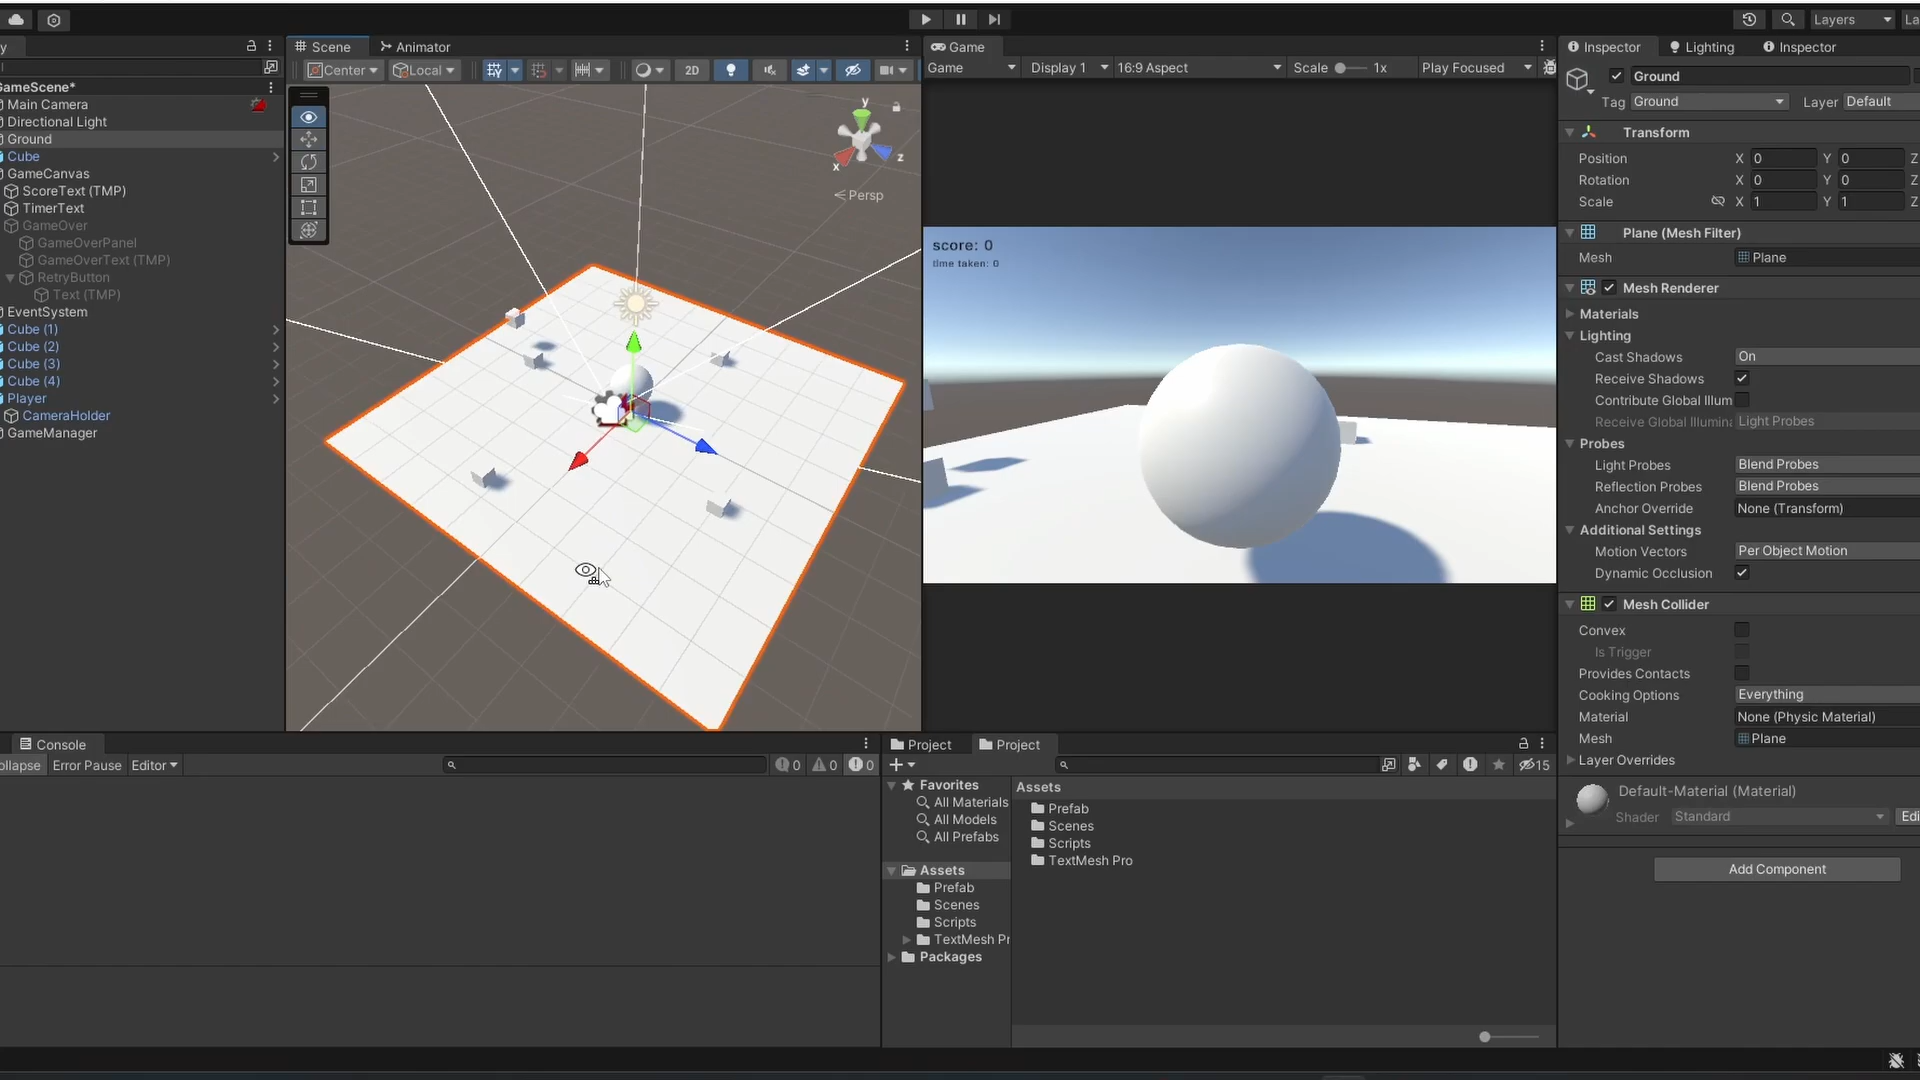 Layers
La
y
Scene
Animator
Game
Inspector
Lighting
Inspector
Center
Local
2D
Game
Display 1
16:9 Aspect
Scale
1x
Play Focused
GameScene*
Main Camera
Directional Light
Ground
Cube
GameCanvas
ScoreText (TMP)
TimerText
GameOver
GameOverPanel
GameOverText (TMP)
RetryButton
Text (TMP)
EventSystem
Cube (1)
Cube (2)
Cube (3)
Cube (4)
Player
CameraHolder
GameManager
y
x
z
Persp
score: 0
time taken: 0
Ground
Tag Ground
Layer Default
Transform
Position X 0 Y 0 Z
Rotation X 0 Y 0 Z
Scale X 1 Y 1 Z
Plane (Mesh Filter)
Mesh Plane
Mesh Renderer
Materials
Lighting
Cast Shadows On
Receive Shadows
Contribute Global Illum
Receive Global Illumina Light Probes
Probes
Light Probes Blend Probes
Reflection Probes Blend Probes
Anchor Override None (Transform)
Additional Settings
Motion Vectors Per Object Motion
Dynamic Occlusion
Mesh Collider
Convex
Is Trigger
Provides Contacts
Cooking Options Everything
Material None (Physic Material)
Mesh Plane
Layer Overrides
Default-Material (Material)
Shader Standard
Edi
Add Component
Console
ollapse Error Pause Editor
0 0 0
Project
Project
15
Favorites
All Materials
All Models
All Prefabs
Assets
Prefab
Scenes
Scripts
TextMesh Pr
Packages
Assets
Prefab
Scenes
Scripts
TextMesh Pro